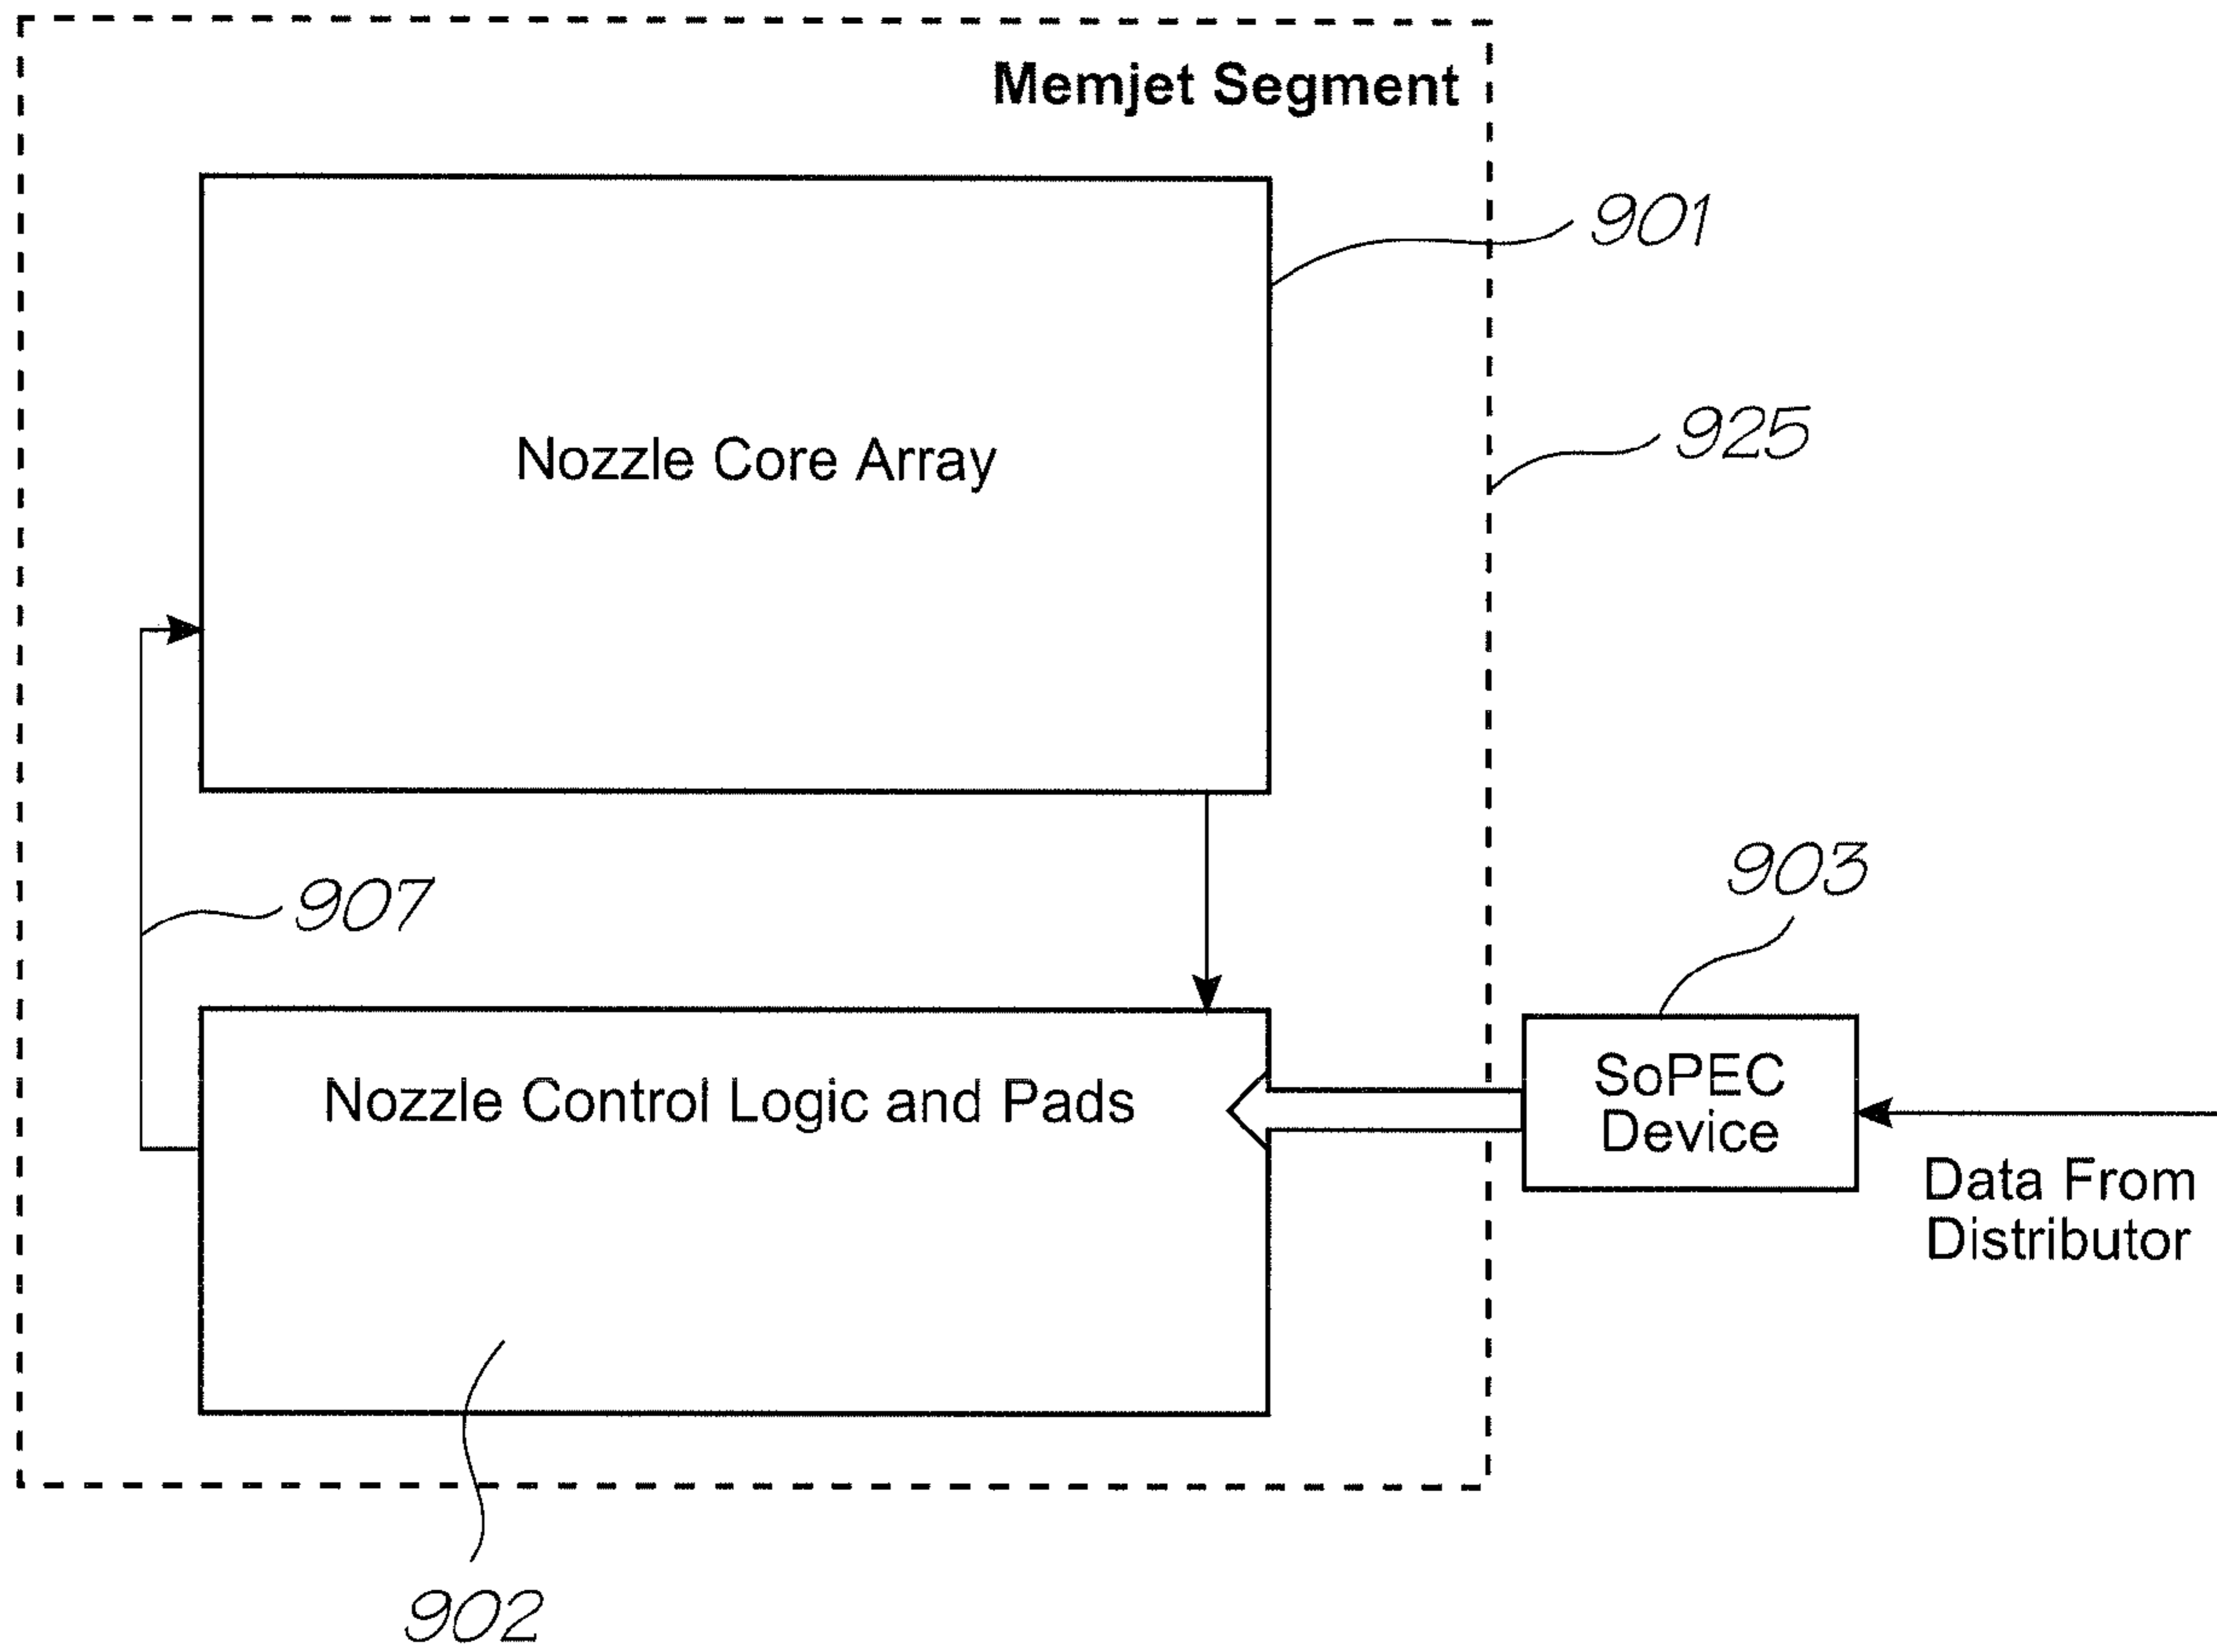 Memjet Segment
901
Nozzle Core Array
925
903
907
SoPEC
Device
Nozzle Control Logic and Pads
Data From
Distributor
902